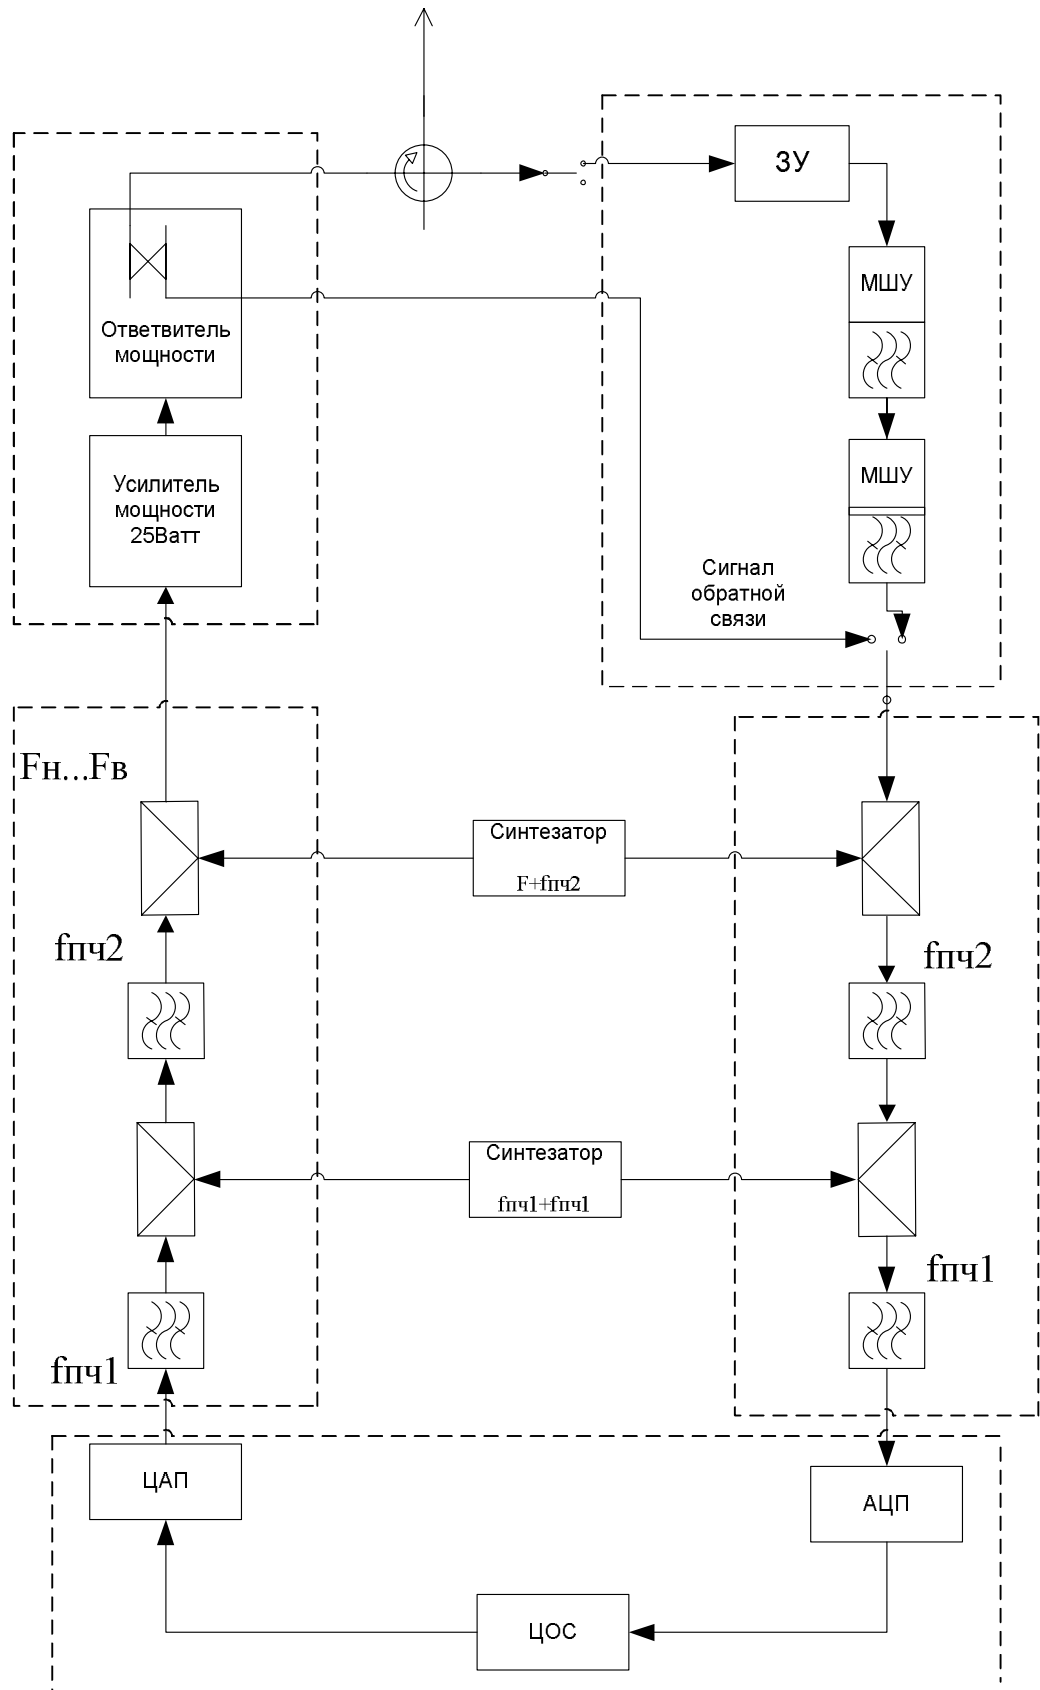 ЗУ
МШУ
Ответвитель
мощности
МШУ
Усилитель
мощности
25Ватт
Сигнал
обратной
связи
Fн...Fв
Синтезатор
F+fпч2
fпч2
fпч2
Синтезатор
fпч1+fпч1
fпч1
fпч1
ЦАП
АЦП
ЦОС